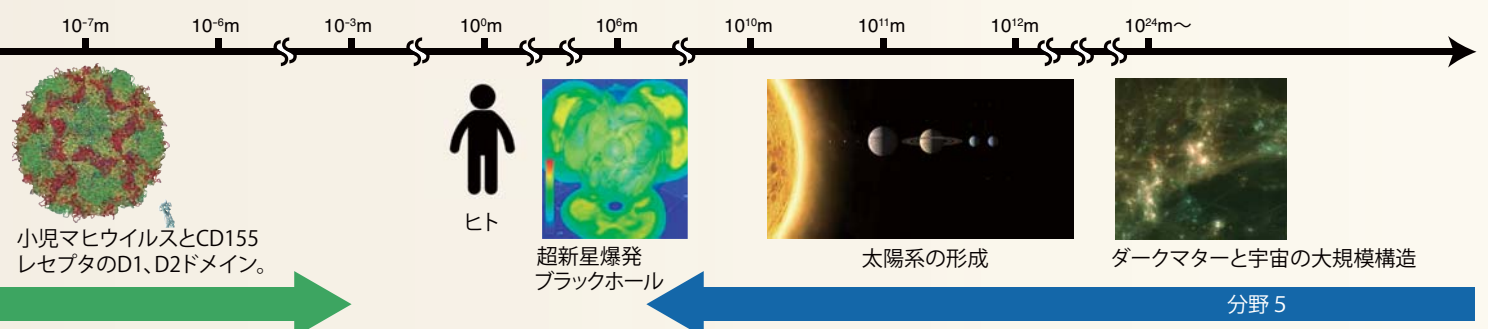 10⁻⁷m 10⁻⁶m 10⁻³m 10⁰m 10⁶m 10¹⁰m 10¹¹m 10¹²m 10²⁴m〜
小児マヒウイルスとCD155
レセプタのD1、D2ドメイン。
ヒト
超新星爆発
ブラックホール
太陽系の形成
ダークマターと宇宙の大規模構造
分野 5